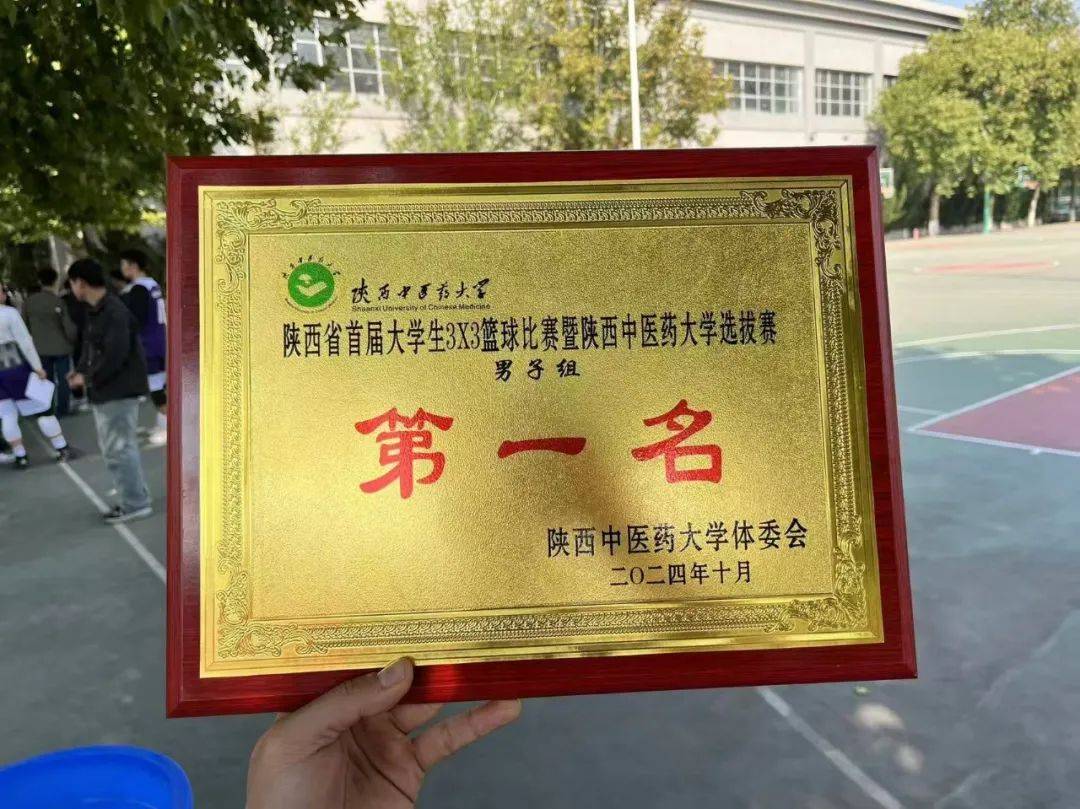 陕西中医药大学
Shaanxi University of Chinese Medicine
陕西省首届大学生3X3篮球比赛暨陕西中医药大学选拔赛
男子组
第一名
陕西中医药大学体委会
二〇二四年十月